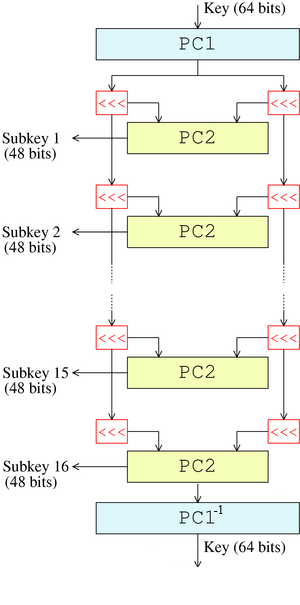 Key (64 bits)
PC1
<<< <<<
Subkey 1
(48 bits)
PC2
<<< <<<
Subkey 2
(48 bits)
PC2
<<< <<<
Subkey 15
(48 bits)
PC2
<<< <<<
Subkey 16
(48 bits)
PC2
PC1-1
Key (64 bits)